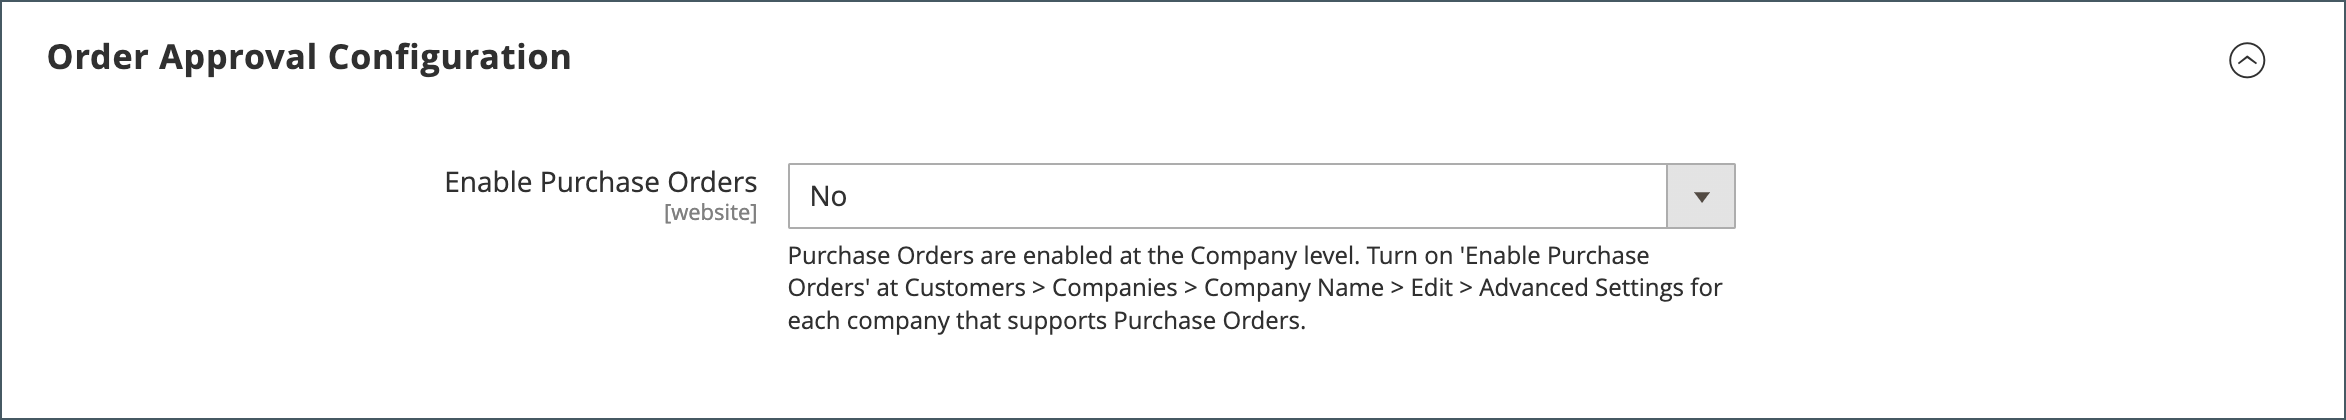 Order Approval Configuration
Enable Purchase Orders
[website]
No
Purchase Orders are enabled at the Company level. Turn on 'Enable Purchase
Orders' at Customers > Companies > Company Name > Edit > Advanced Settings for
each company that supports Purchase Orders.